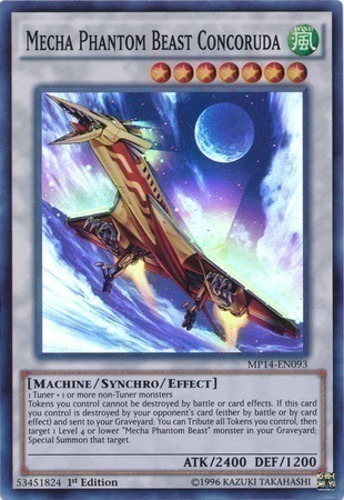 MECHA PHANTOM BEAST CONCORUDA
風
MP14-EN093
[MACHINE/SYNCHRO/EFFECT]
1 Tuner + 1 or more non-Tuner monsters
Tokens you control cannot be destroyed by battle or card effects. If this card
you control is destroyed by your opponent's card (either by battle or by card
effect) and sent to your Graveyard: You can Tribute all Tokens you control, then
target 1 Level 4 or lower "Mecha Phantom Beast" monster in your Graveyard;
Special Summon that target.
ATK/2400 DEF/1200
53451824 1st Edition ©1996 KAZUKI TAKAHASHI